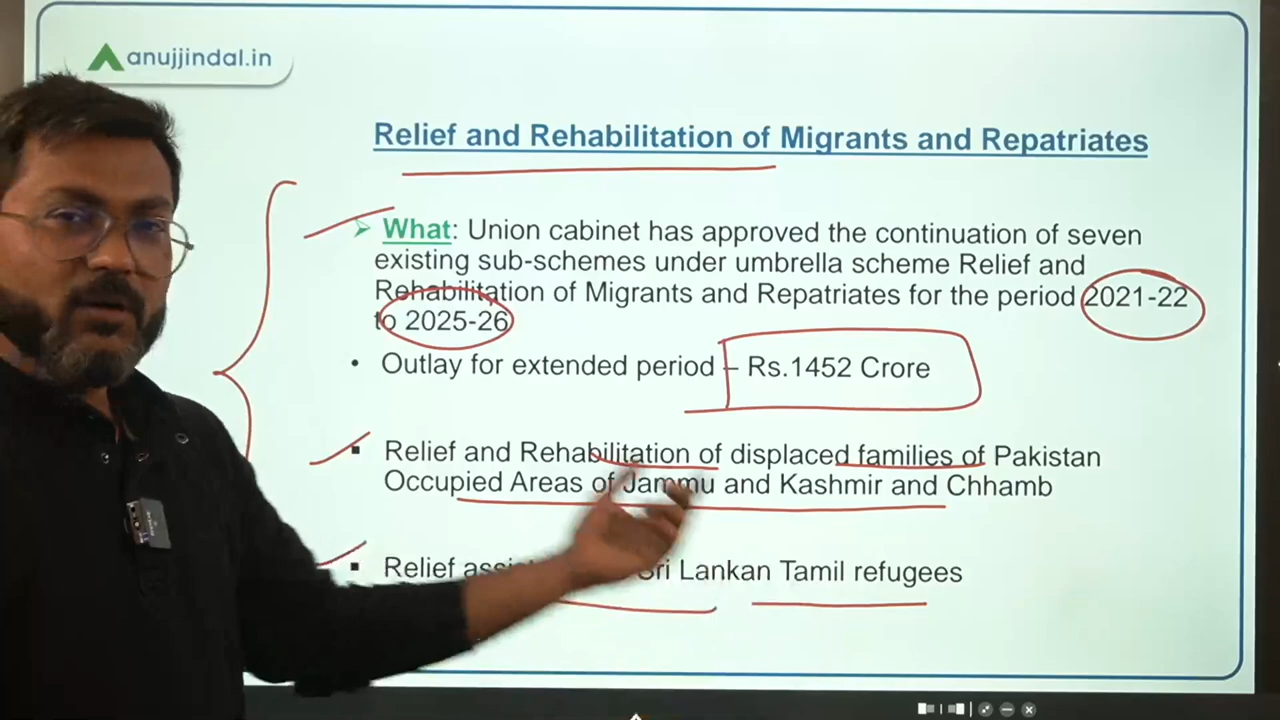 anujjindal.in
Relief and Rehabilitation of Migrants and Repatriates
➢ What: Union cabinet has approved the continuation of seven
existing sub-schemes under umbrella scheme Relief and
Rehabilitation of Migrants and Repatriates for the period 2021-22
to 2025-26
• Outlay for extended period – Rs.1452 Crore
▪ Relief and Rehabilitation of displaced families of Pakistan
Occupied Areas of Jammu and Kashmir and Chhamb
▪ Relief Sri Lankan Tamil refugees